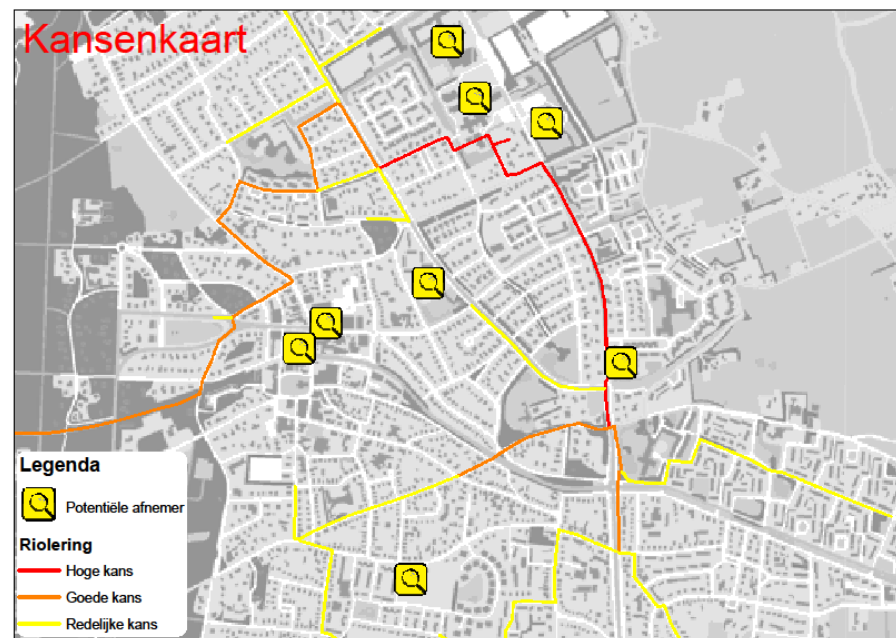 Kansenkaart
Legenda
Potentiële afnemer
Riolering
Hoge kans
Goede kans
Redelijke kans